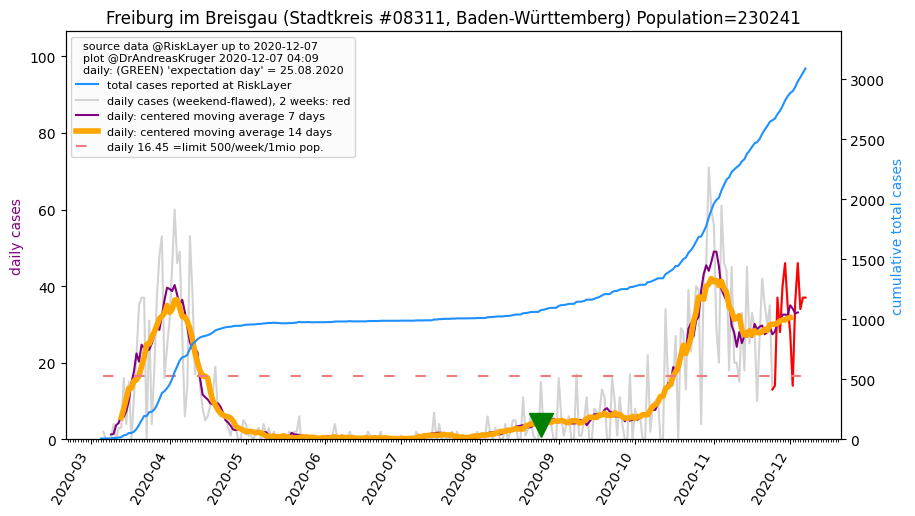 Freiburg im Breisgau (Stadtkreis #08311, Baden-Württemberg) Population=230241
source data @RiskLayer up to 2020-12-07
plot @DrAndreasKruger 2020-12-07 04:09
daily: (GREEN) 'expectation day' = 25.08.2020
total cases reported at RiskLayer
daily cases (weekend-flawed), 2 weeks: red
daily: centered moving average 7 days
daily: centered moving average 14 days
daily 16.45 =limit 500/week/1mio pop.
daily cases
100
80
60
40
20
0
cumulative total cases
3000
2500
2000
1500
1000
500
0
2020-03
2020-04
2020-05
2020-06
2020-07
2020-08
2020-09
2020-10
2020-11
2020-12